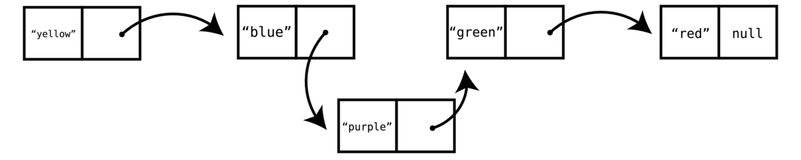 “yellow”
“blue”
“purple”
“green”
“red” null